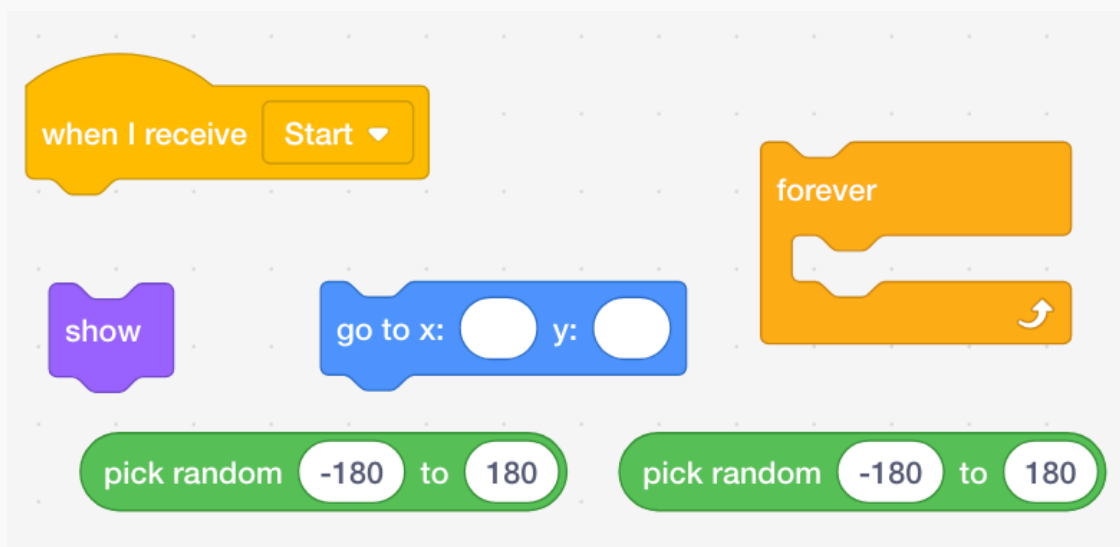 when I receive Start
forever
show
go to x: y:
pick random -180 to 180
pick random -180 to 180